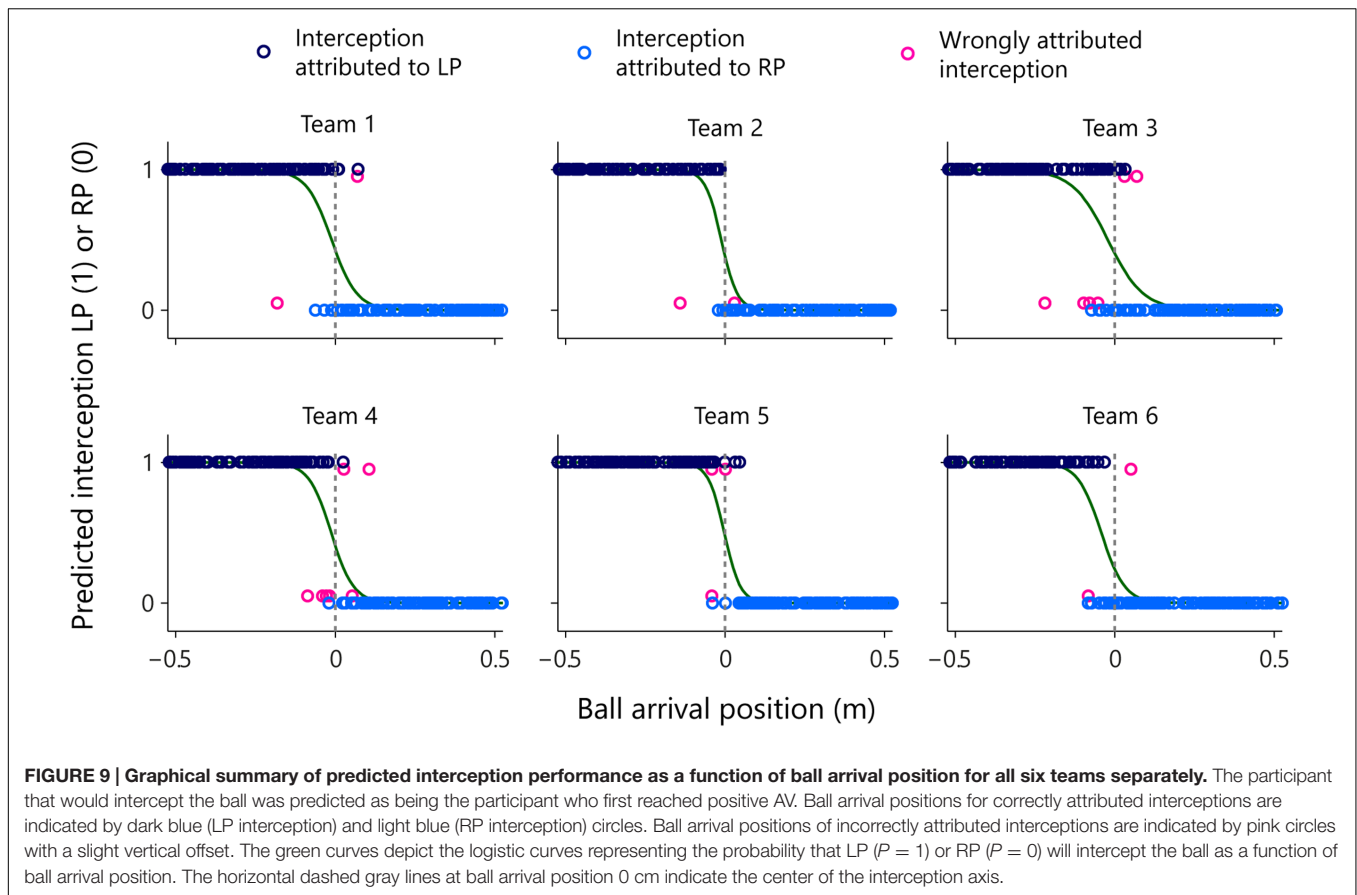 Interception
attributed to LP
Interception
attributed to RP
Wrongly attributed
interception
Team 1
Team 2
Team 3
1
0
Team 4
Team 5
Team 6
1
0
−0.5
0
0.5
−0.5
0
0.5
−0.5
0
0.5
Predicted interception LP (1) or RP (0)
Ball arrival position (m)
FIGURE 9 | Graphical summary of predicted interception performance as a function of ball arrival position for all six teams separately. The participant
that would intercept the ball was predicted as being the participant who first reached positive AV. Ball arrival positions for correctly attributed interceptions are
indicated by dark blue (LP interception) and light blue (RP interception) circles. Ball arrival positions of incorrectly attributed interceptions are indicated by pink circles
with a slight vertical offset. The green curves depict the logistic curves representing the probability that LP (P = 1) or RP (P = 0) will intercept the ball as a function of
ball arrival position. The horizontal dashed gray lines at ball arrival position 0 cm indicate the center of the interception axis.